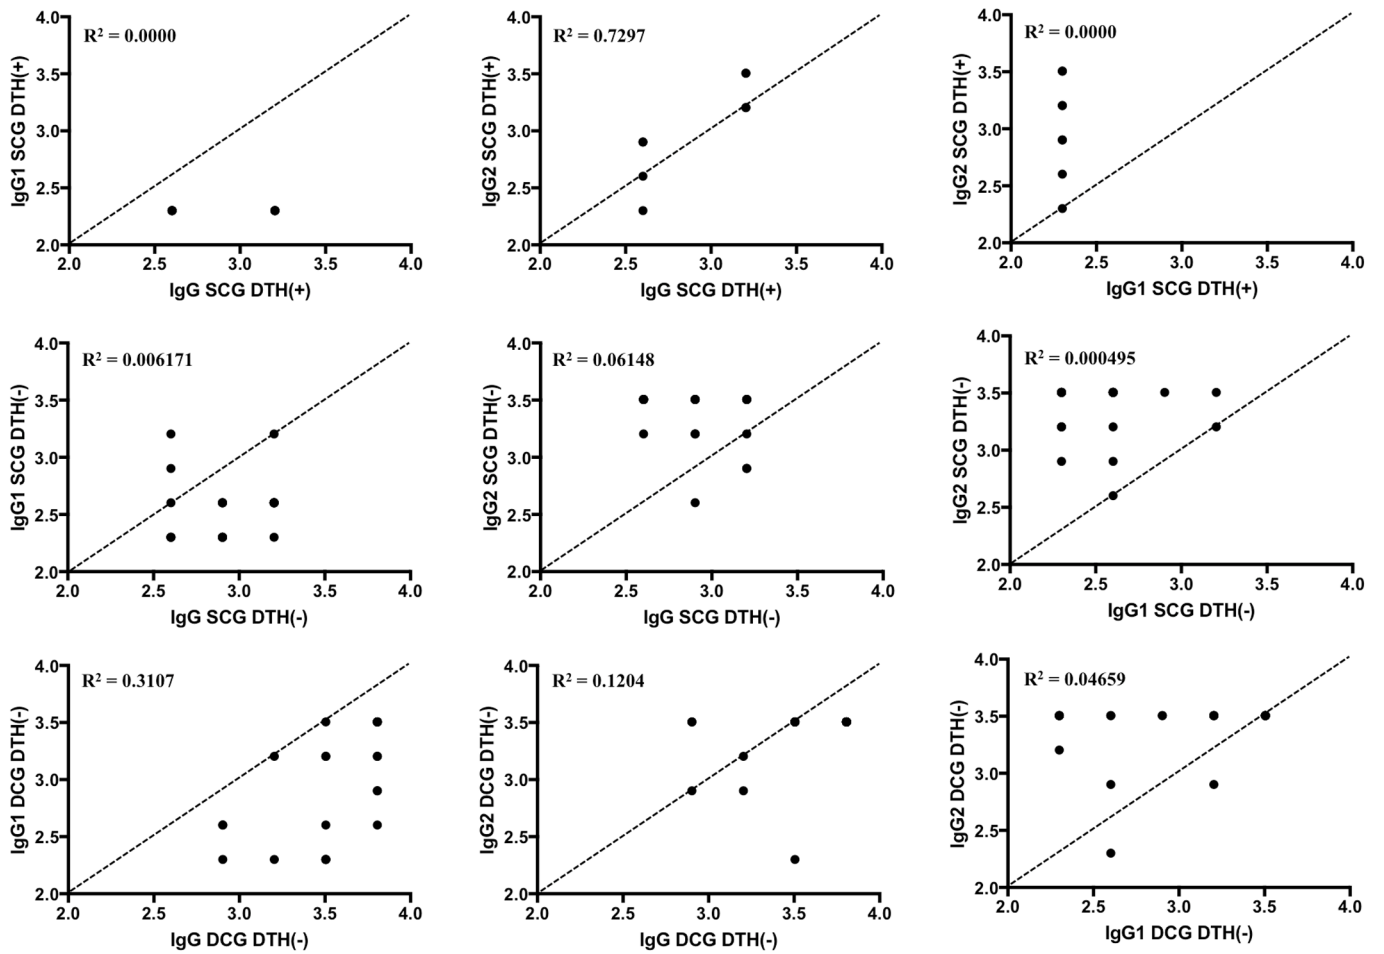 R² = 0.0000
IgG1 SCG DTH(+)
4.0
3.5
3.0
2.5
2.0
2.0 2.5 3.0 3.5 4.0
IgG SCG DTH(+)
R² = 0.7297
IgG2 SCG DTH(+)
4.0
3.5
3.0
2.5
2.0
2.0 2.5 3.0 3.5 4.0
IgG SCG DTH(+)
R² = 0.0000
IgG2 SCG DTH(+)
4.0
3.5
3.0
2.5
2.0
2.0 2.5 3.0 3.5 4.0
IgG1 SCG DTH(+)
R² = 0.006171
IgG1 SCG DTH(-)
4.0
3.5
3.0
2.5
2.0
2.0 2.5 3.0 3.5 4.0
IgG SCG DTH(-)
R² = 0.06148
IgG2 SCG DTH(-)
4.0
3.5
3.0
2.5
2.0
2.0 2.5 3.0 3.5 4.0
IgG SCG DTH(-)
R² = 0.000495
IgG2 SCG DTH(-)
4.0
3.5
3.0
2.5
2.0
2.0 2.5 3.0 3.5 4.0
IgG1 SCG DTH(-)
R² = 0.3107
IgG1 DCG DTH(-)
4.0
3.5
3.0
2.5
2.0
2.0 2.5 3.0 3.5 4.0
IgG DCG DTH(-)
R² = 0.1204
IgG2 DCG DTH(-)
4.0
3.5
3.0
2.5
2.0
2.0 2.5 3.0 3.5 4.0
IgG DCG DTH(-)
R² = 0.04659
IgG2 DCG DTH(-)
4.0
3.5
3.0
2.5
2.0
2.0 2.5 3.0 3.5 4.0
IgG1 DCG DTH(-)